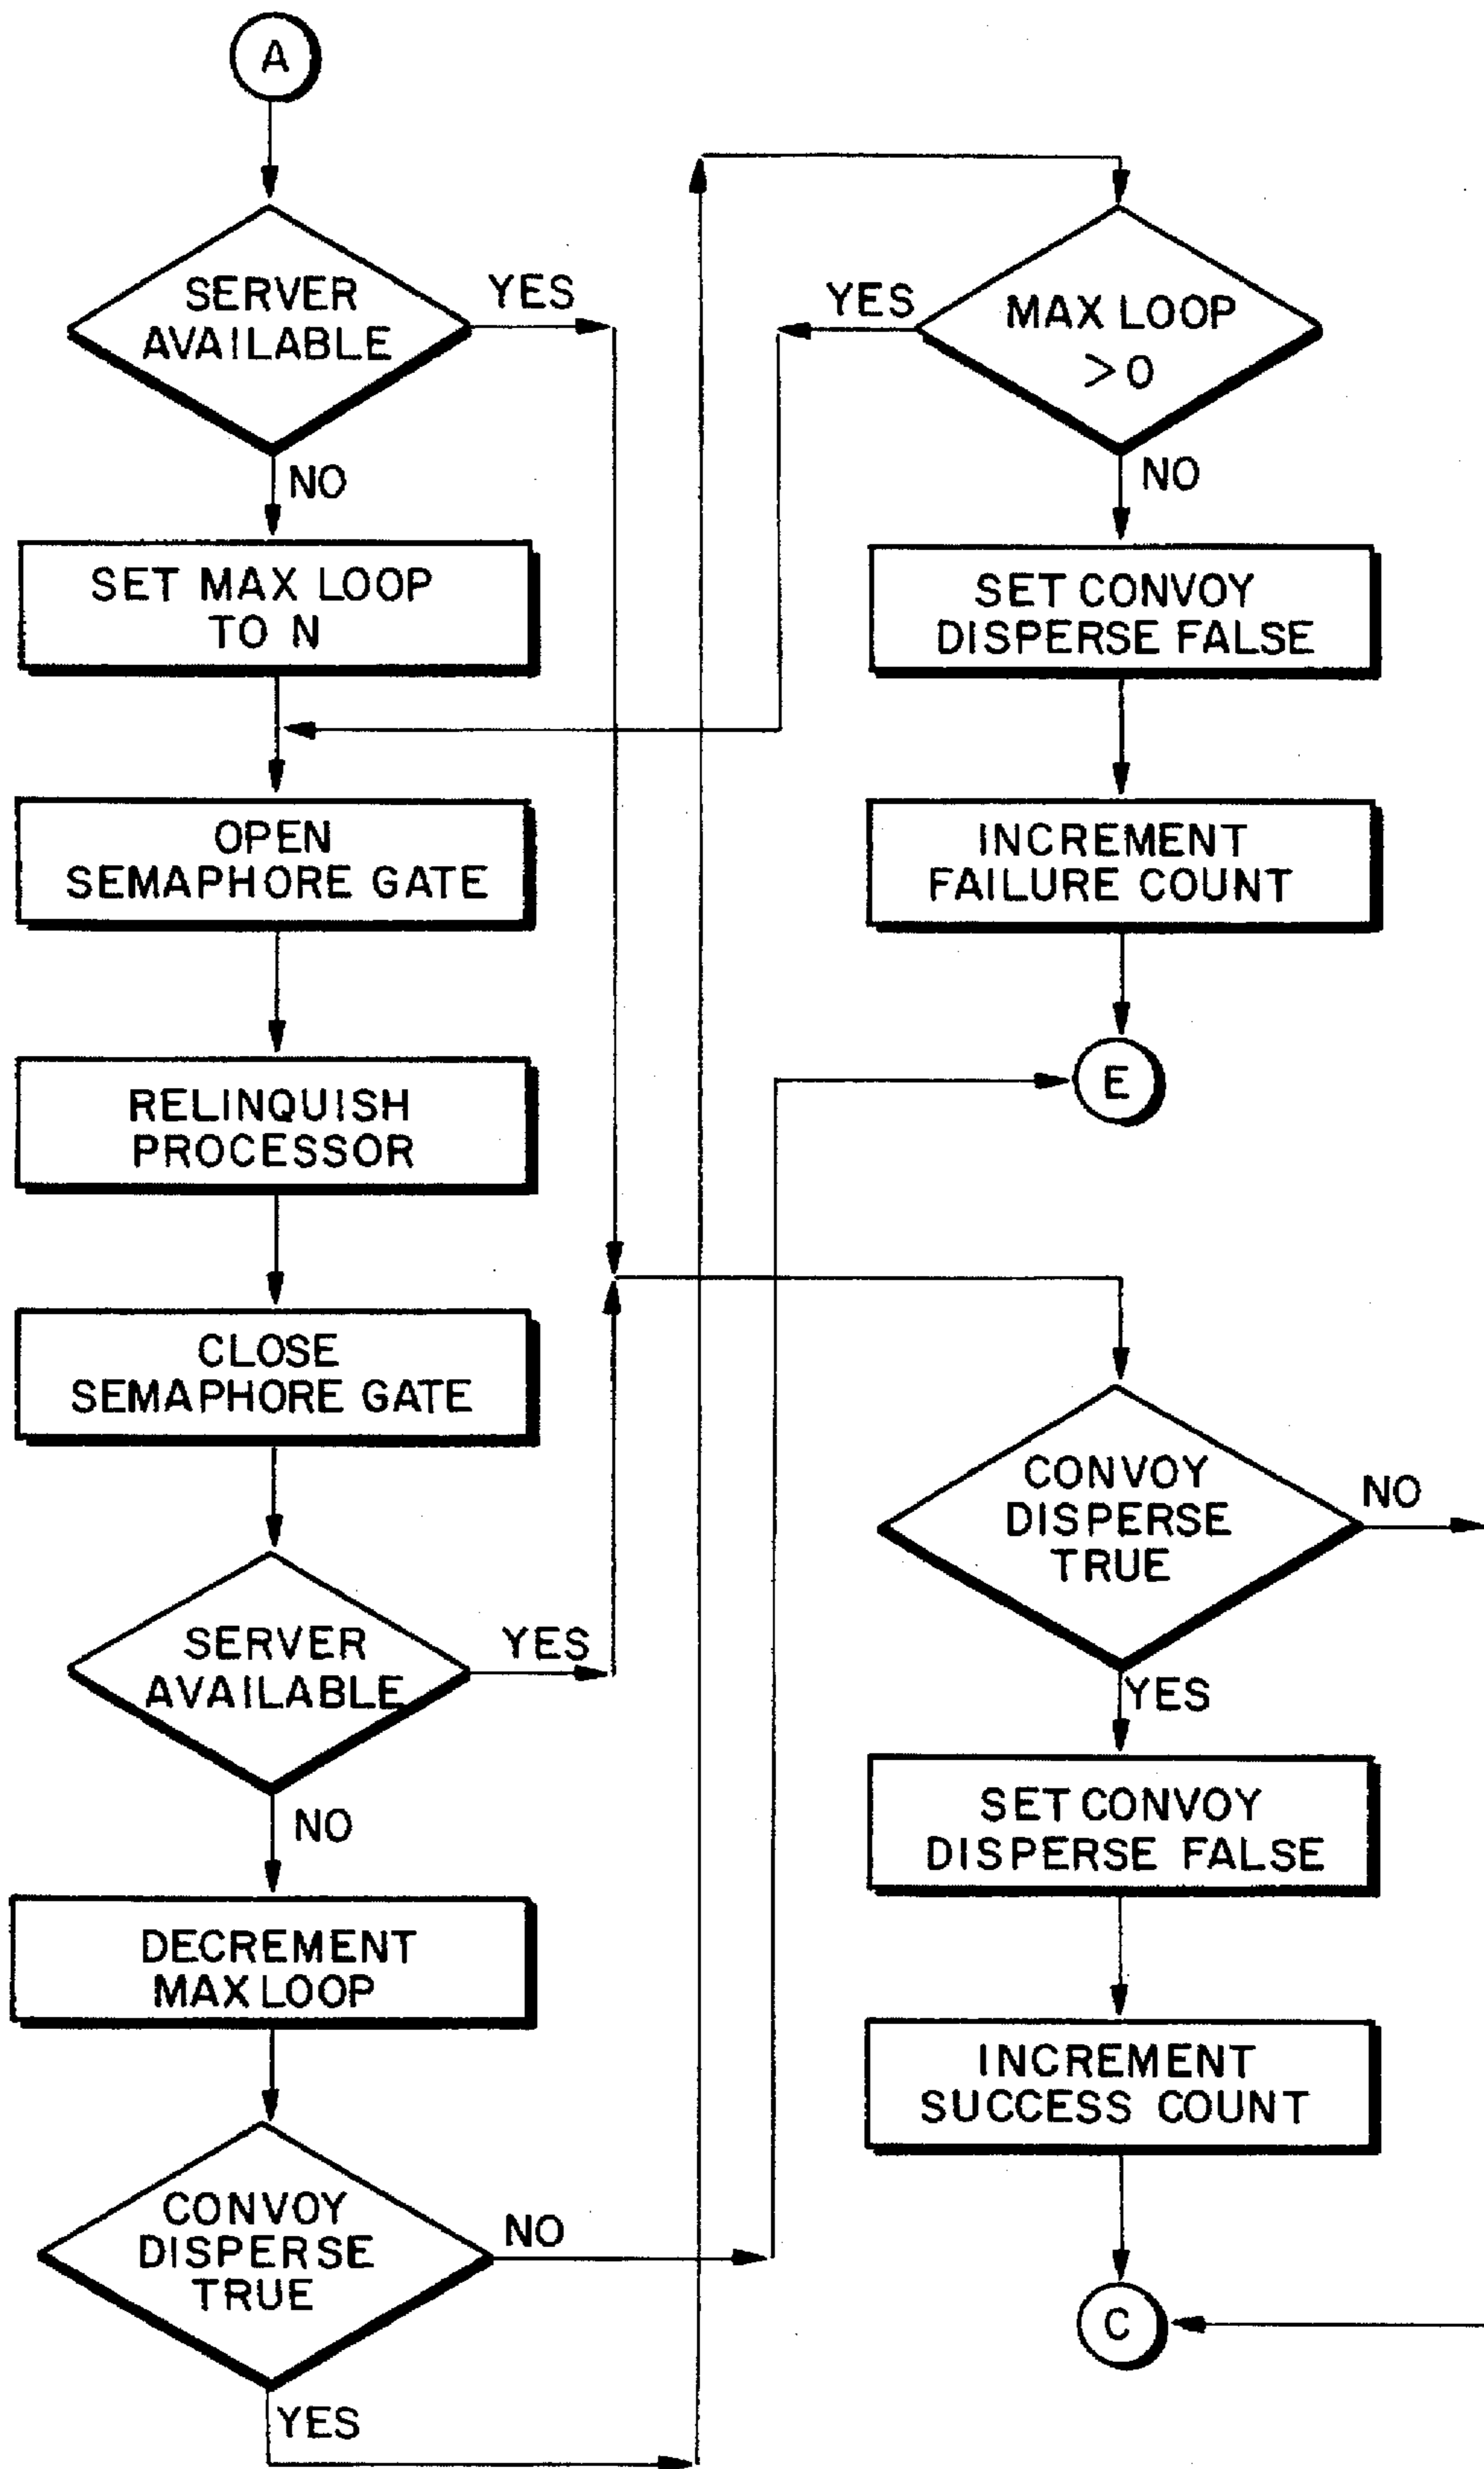 A
SERVER
AVAILABLE
YES
NO
SET MAX LOOP
TO N
OPEN
SEMAPHORE GATE
RELINQUISH
PROCESSOR
CLOSE
SEMAPHORE GATE
SERVER
AVAILABLE
YES
NO
DECREMENT
MAX LOOP
CONVOY
DISPERSE
TRUE
NO
YES
MAX LOOP
>0
YES
NO
SET CONVOY
DISPERSE FALSE
INCREMENT
FAILURE COUNT
E
CONVOY
DISPERSE
TRUE
NO
YES
SET CONVOY
DISPERSE FALSE
INCREMENT
SUCCESS COUNT
C